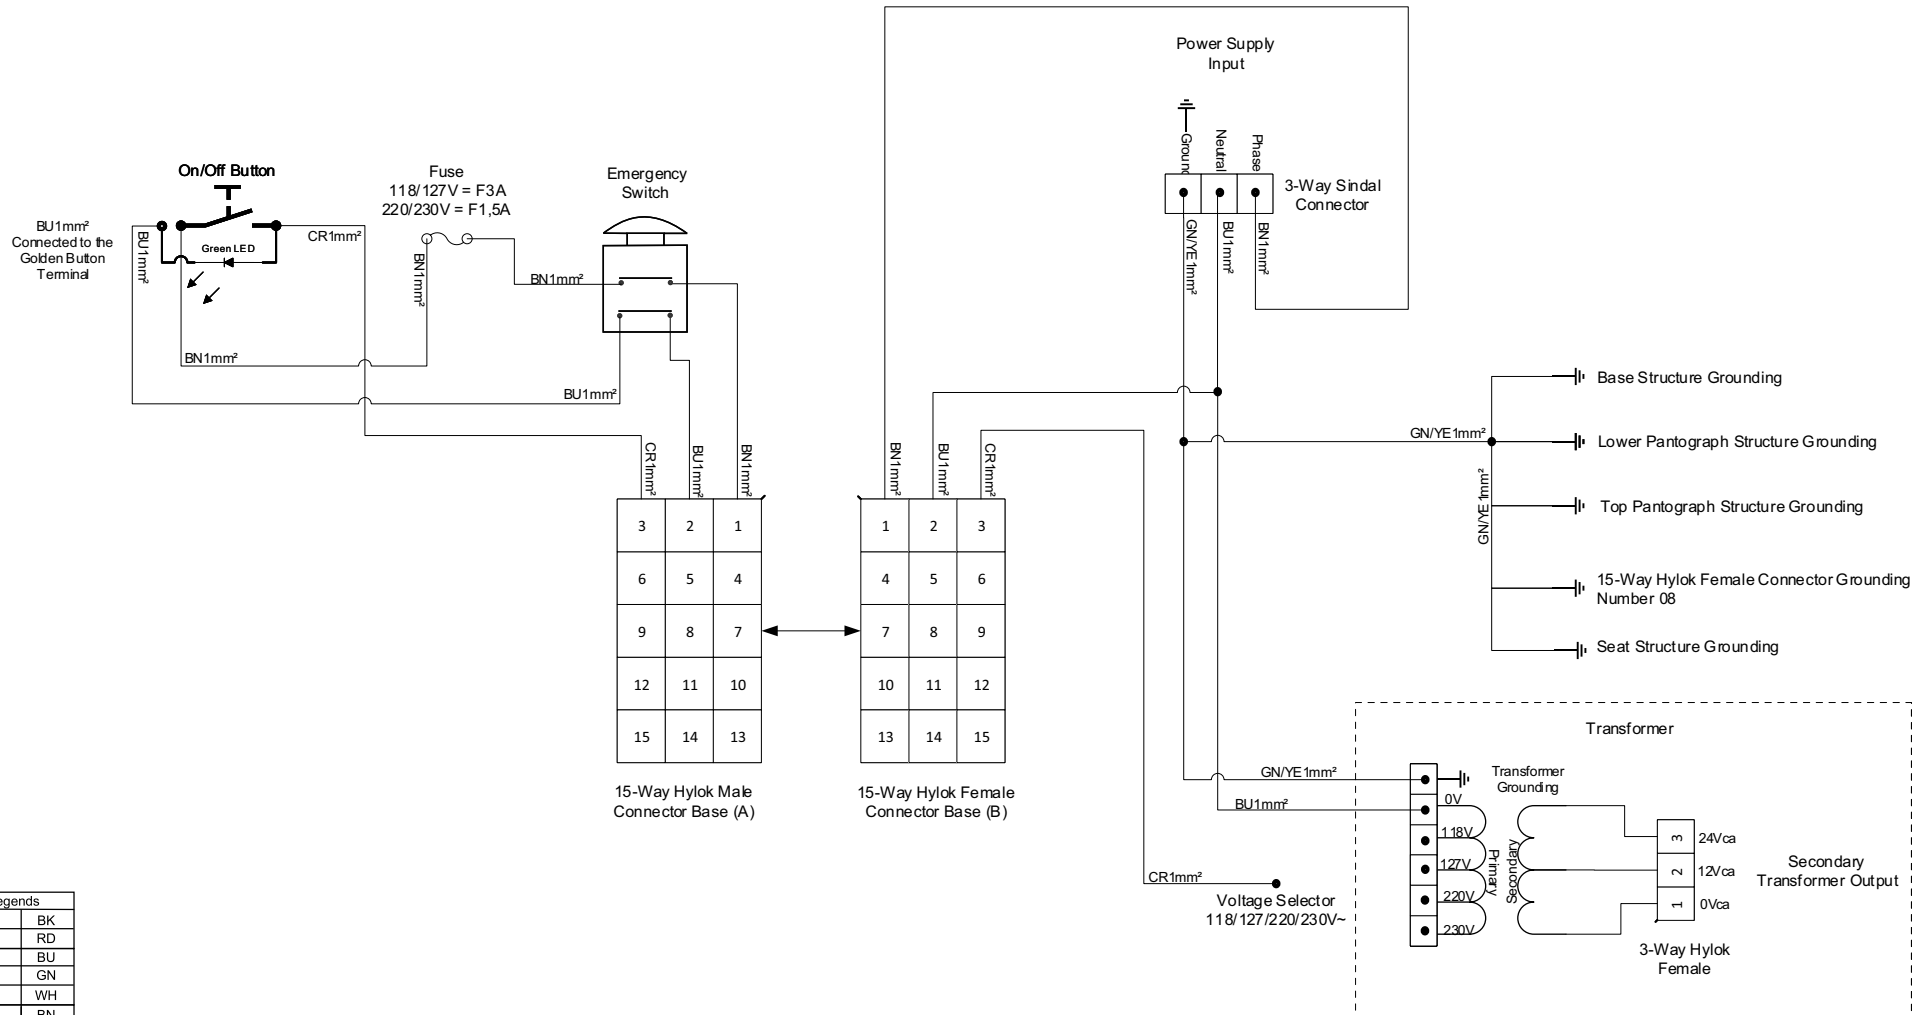 Power Supply
Input
Ground
Neutral
Phase
3-Way Sindal
Connector
GN/YE1mm²
BU1mm²
BN1mm²
On/Off Button
Green LED
BU1mm²
Connected to the
Golden Button
Terminal
BU1mm²
CR1mm²
Fuse
118/127V = F3A
220/230V = F1,5A
BN1mm²
BN1mm²
Emergency
Switch
BN1mm²
BU1mm²
CR1mm²
BU1mm²
BN1mm²
3 2 1
6 5 4
9 8 7
12 11 10
15 14 13
15-Way Hylok Male
Connector Base (A)
BN1mm²
BU1mm²
CR1mm²
1 2 3
4 5 6
7 8 9
10 11 12
13 14 15
15-Way Hylok Female
Connector Base (B)
GN/YE1mm²
GN/YE1mm²
Base Structure Grounding
Lower Pantograph Structure Grounding
Top Pantograph Structure Grounding
15-Way Hylok Female Connector Grounding
Number 08
Seat Structure Grounding
Transformer
GN/YE1mm²
BU1mm²
CR1mm²
Voltage Selector
118/127/220/230V~
Transformer
Grounding
0V
118V
127V
220V
230V
Primary
Secondary
3
2
1
24Vca
12Vca
0Vca
Secondary
Transformer Output
3-Way Hylok
Female
egends
BK
RD
BU
GN
WH
BN